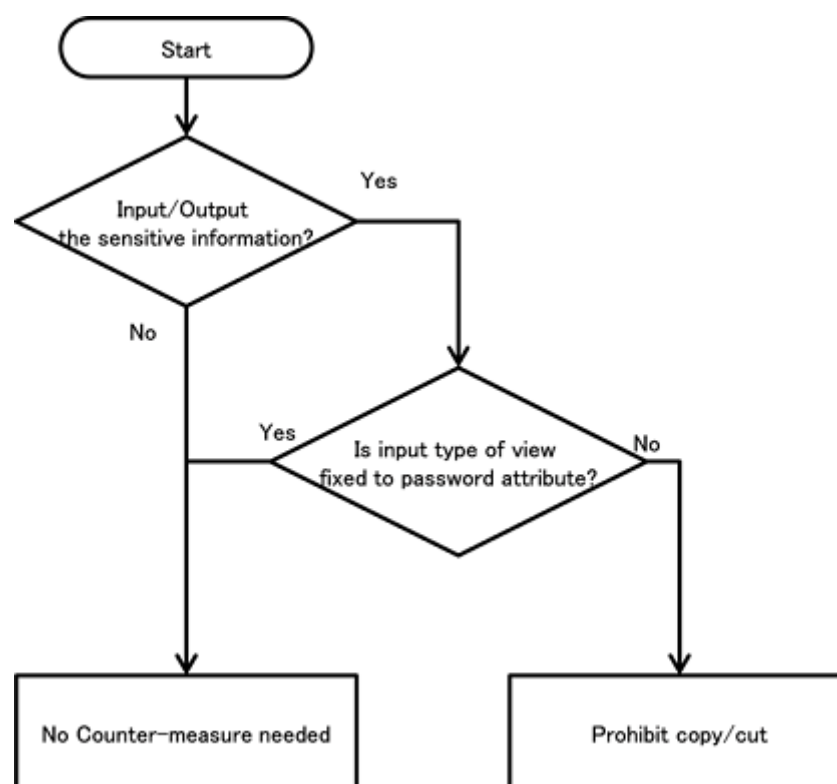 Start
Yes
Input/Output
the sensitive information?
No
Yes
Is input type of view
fixed to password attribute?
No
No Counter-measure needed
Prohibit copy/cut